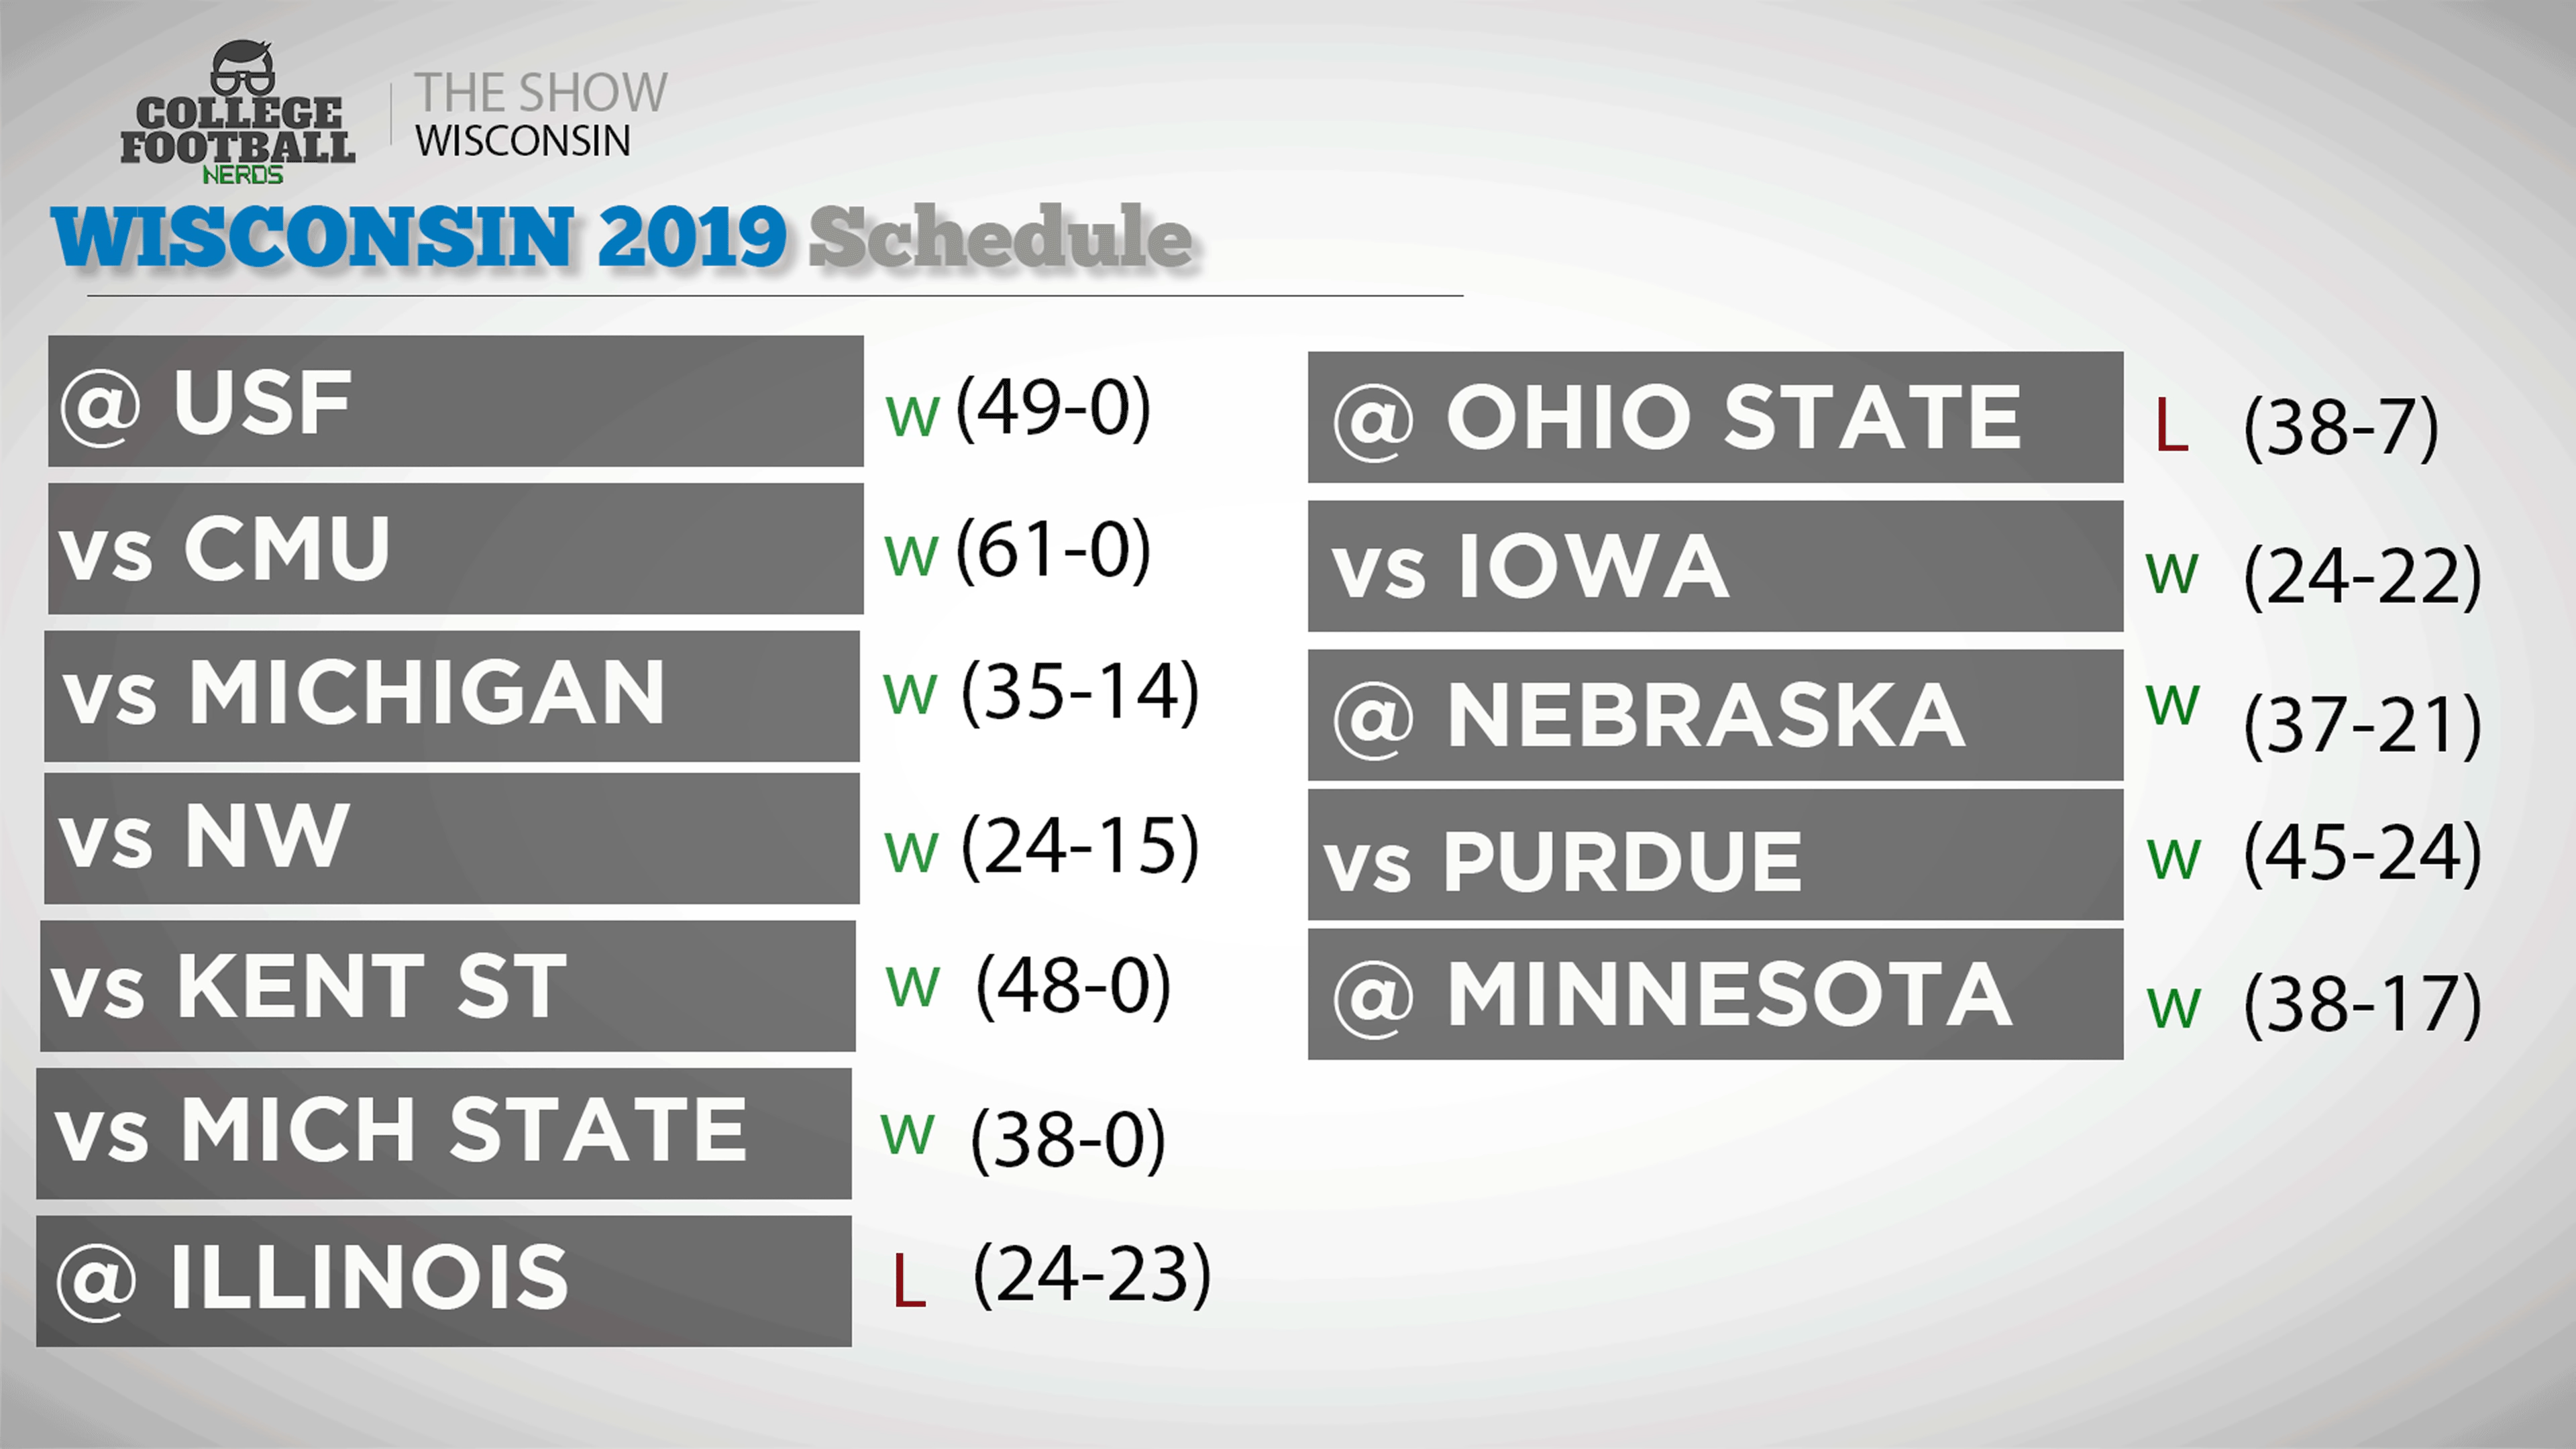 COLLEGE
FOOTBALL
NERDS
THE SHOW
WISCONSIN
WISCONSIN 2019 Schedule
@ USF W (49-0)
vs CMU W (61-0)
vs MICHIGAN W (35-14)
vs NW W (24-15)
vs KENT ST W (48-0)
vs MICH STATE W (38-0)
@ ILLINOIS L (24-23)
@ OHIO STATE L (38-7)
vs IOWA W (24-22)
@ NEBRASKA W (37-21)
vs PURDUE W (45-24)
@ MINNESOTA W (38-17)